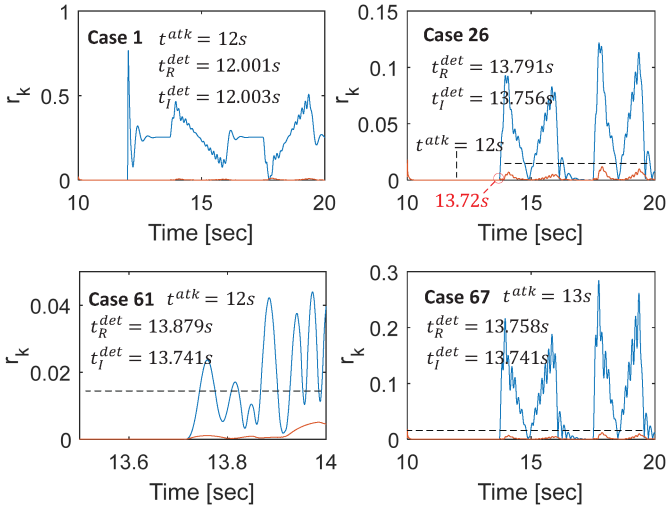 Case 1 t^atk = 12s
t_R^det = 12.001s
t_I^det = 12.003s
r_k
1
0.5
0
10 15 20
Time [sec]
Case 26
t_R^det = 13.791s
t_I^det = 13.756s
t^atk = 12s
13.72s
r_k
0.15
0.1
0.05
0
10 15 20
Time [sec]
Case 61 t^atk = 12s
t_R^det = 13.879s
t_I^det = 13.741s
r_k
0.04
0.02
0
13.6 13.8 14
Time [sec]
Case 67 t^atk = 13s
t_R^det = 13.758s
t_I^det = 13.741s
r_k
0.3
0.2
0.1
0
10 15 20
Time [sec]